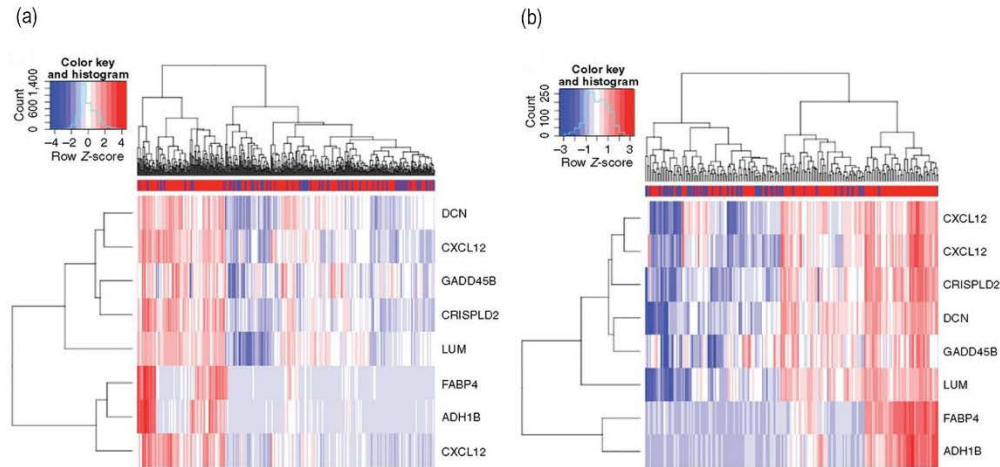 (a)
Color key
and histogram
Count
0 600 1,400
−4 −2 0 2 4
Row Z-score
DCN
CXCL12
GADD45B
CRISPLD2
LUM
FABP4
ADH1B
CXCL12
(b)
Color key
and histogram
Count
0 100 250
−3 −1 0 1 3
Row Z-score
CXCL12
CXCL12
CRISPLD2
DCN
GADD45B
LUM
FABP4
ADH1B